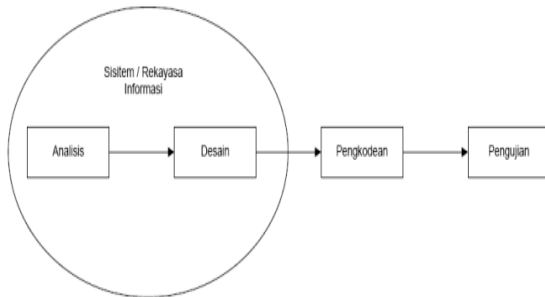 Sisitem / Rekayasa
Informasi
Analisis
Desain
Pengkodean
Pengujian